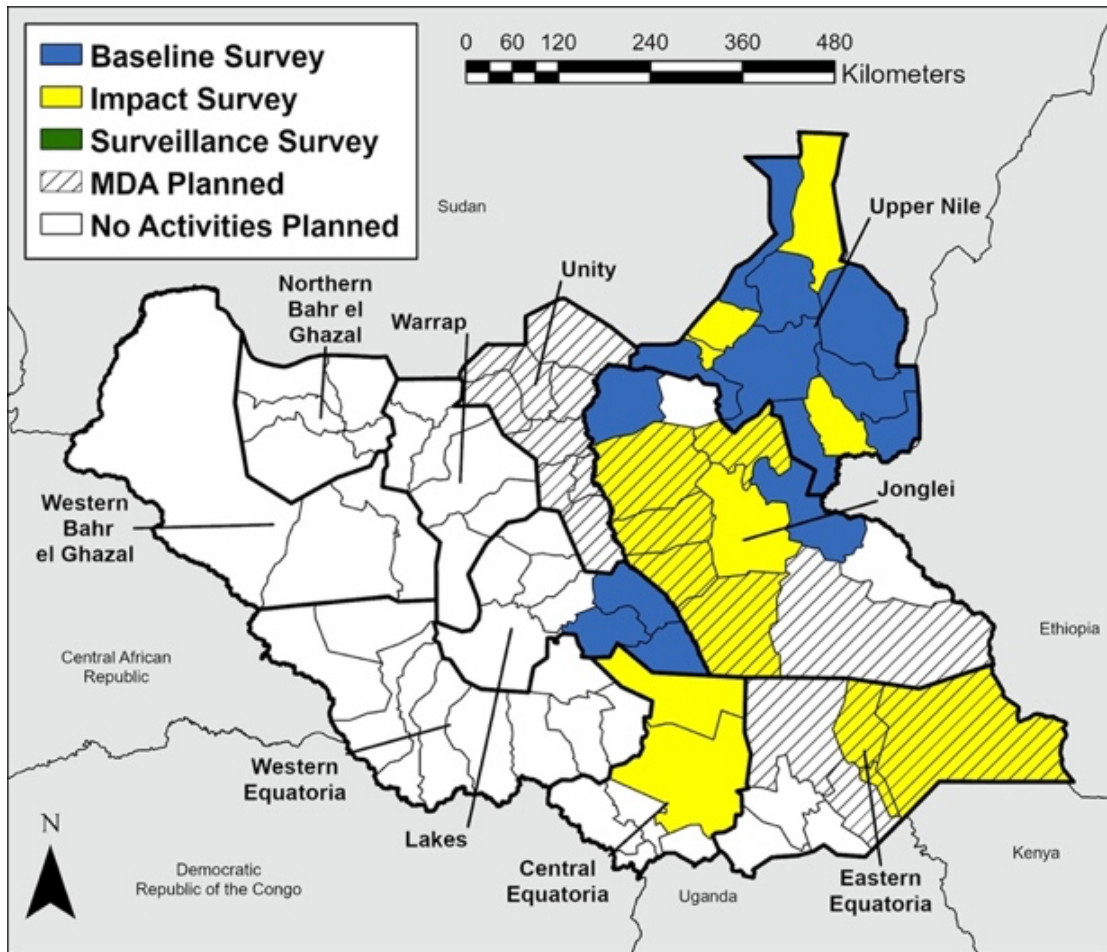 Baseline Survey
Impact Survey
Surveillance Survey
MDA Planned
No Activities Planned
0 60 120 240 360 480
Kilometers
Sudan
Upper Nile
Unity
Northern
Bahr el
Ghazal
Warrap
Western
Bahr
el Ghazal
Jonglei
Ethiopia
Central African
Republic
Western
Equatoria
Lakes
Central
Equatoria
Eastern
Equatoria
Kenya
Uganda
N
Democratic
Republic of the Congo